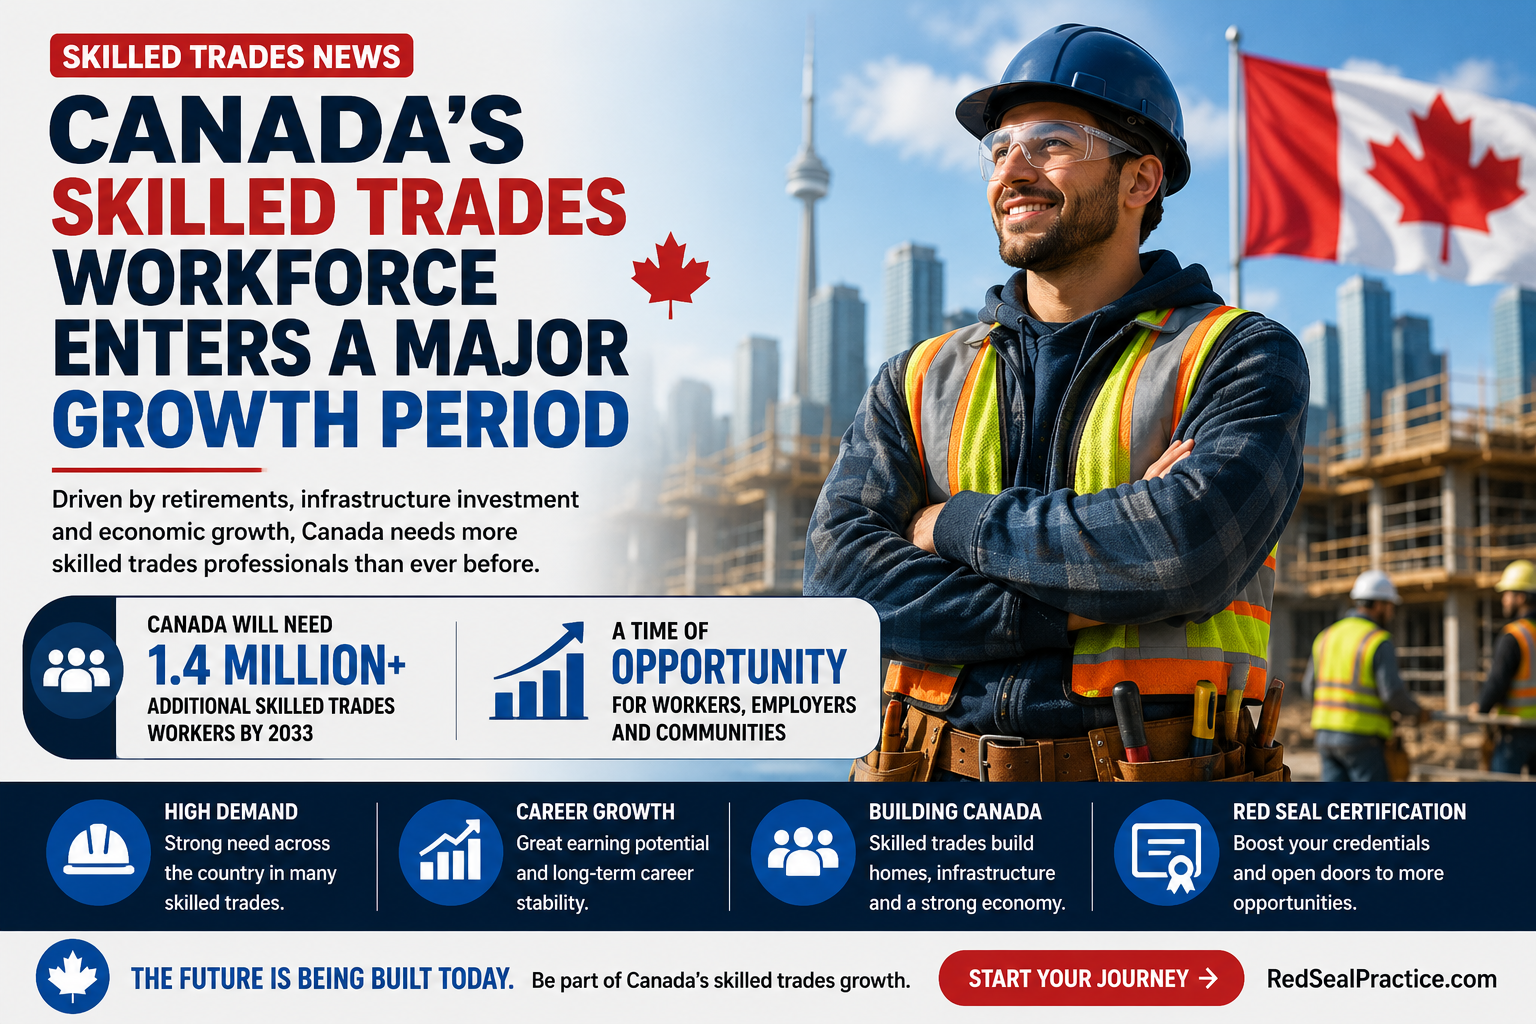 SKILLED TRADES NEWS
CANADA'S
SKILLED TRADES
WORKFORCE
ENTERS A MAJOR
GROWTH PERIOD
Driven by retirements, infrastructure investment
and economic growth, Canada needs more
skilled trades professionals than ever before.
CANADA WILL NEED
1.4 MILLION+
ADDITIONAL SKILLED TRADES
WORKERS BY 2033
A TIME OF
OPPORTUNITY
FOR WORKERS, EMPLOYERS
AND COMMUNITIES
HIGH DEMAND
Strong need across
the country in many
skilled trades.
CAREER GROWTH
Great earning potential
and long-term career
stability.
BUILDING CANADA
Skilled trades build
homes, infrastructure
and a strong economy.
RED SEAL CERTIFICATION
Boost your credentials
and open doors to more
opportunities.
THE FUTURE IS BEING BUILT TODAY. Be part of Canada's skilled trades growth.
START YOUR JOURNEY →
RedSealPractice.com